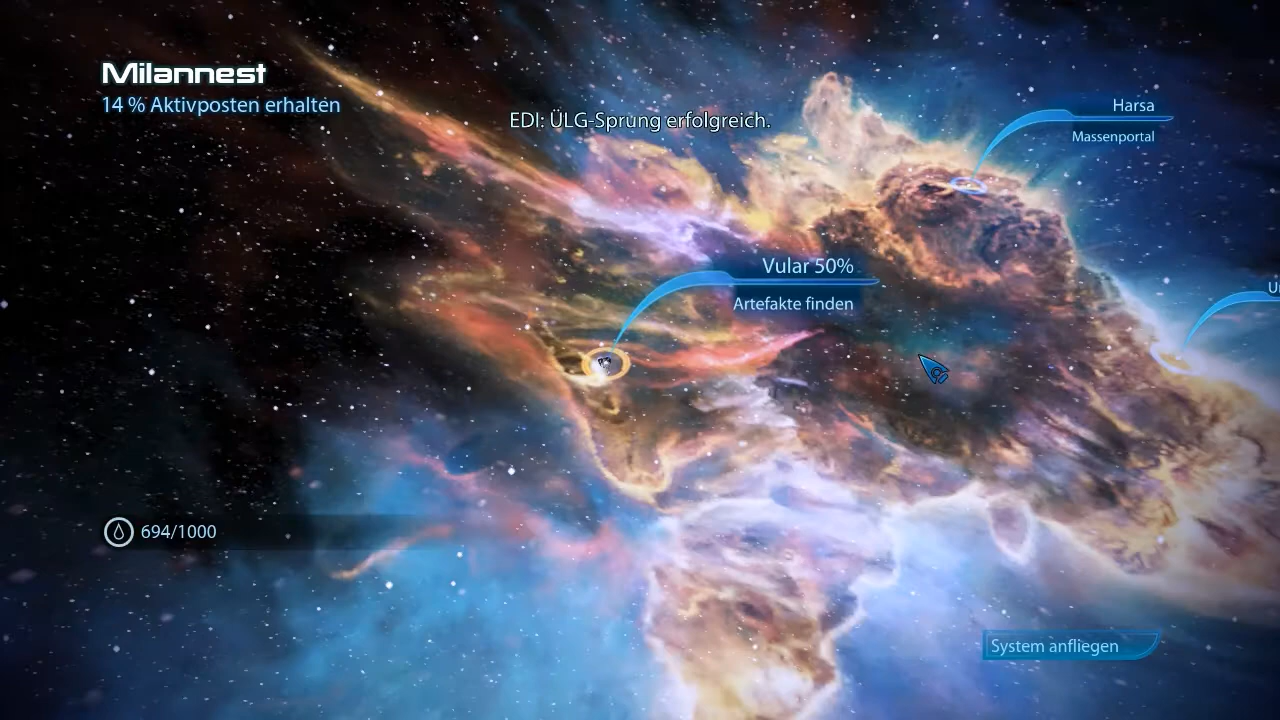 Milannest
14 % Aktivposten erhalten
EDI: ÜLG-Sprung erfolgreich.
Harsa
Massenportal
Vular 50%
Artefakte finden
694/1000
System anfliegen